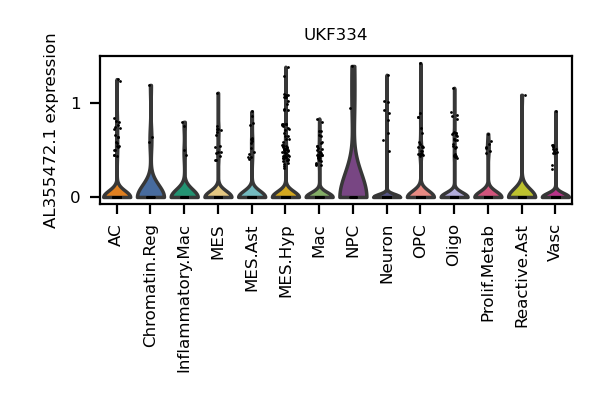 UKF334
AL355472.1 expression
1
0
AC
Chromatin.Reg
Inflammatory.Mac
MES
MES.Ast
MES.Hyp
Mac
NPC
Neuron
OPC
Oligo
Prolif.Metab
Reactive.Ast
Vasc